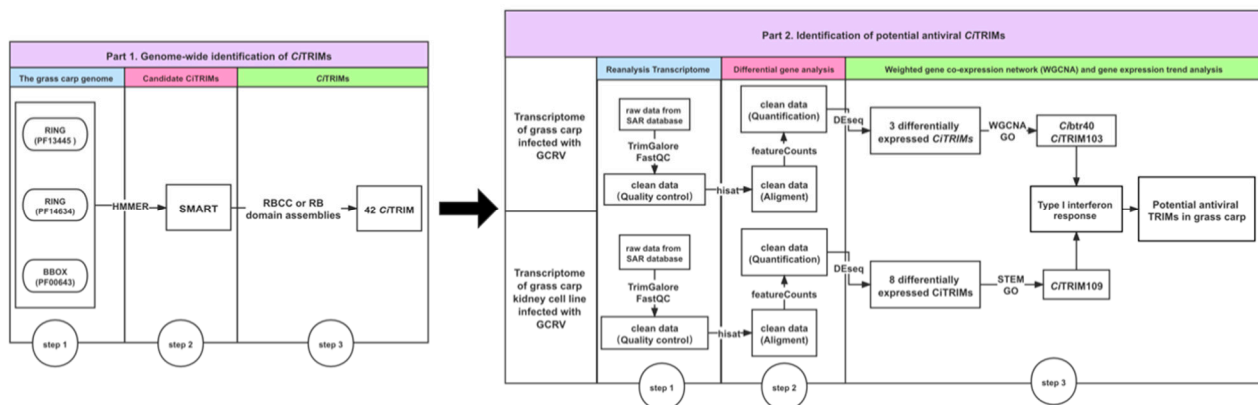 Part 1. Genome-wide identification of CiTRIMs
The grass carp genome
Candidate CiTRIMs
CiTRIMs
RING
(PF13445 )
RING
(PF14634)
BBOX
(PF00643)
HMMER
SMART
RBCC or RB
domain assemblies
42 CiTRIM
step 1
step 2
step 3
Part 2. Identification of potential antiviral CiTRIMs
Reanalysis Transcriptome
Differential gene analysis
Weighted gene co-expression network (WGCNA) and gene expression trend analysis
Transcriptome
of grass carp
infected with
GCRV
raw data from
SAR database
TrimGalore
FastQC
clean data
(Quality control)
hisat
clean data
(Aligment)
featureCounts
clean data
(Quantification)
DEseq
3 differentially
expressed CiTRIMs
WGCNA
GO
Cibtr40
CiTRIM103
Type I interferon
response
Potential antiviral
TRIMs in grass carp
Transcriptome
of grass carp
kidney cell line
infected with
GCRV
raw data from
SAR database
TrimGalore
FastQC
clean data
(Quality control)
hisat
clean data
(Aligment)
featureCounts
clean data
(Quantification)
DEseq
8 differentially
expressed CiTRIMs
STEM
GO
CiTRIM109
step 1
step 2
step 3